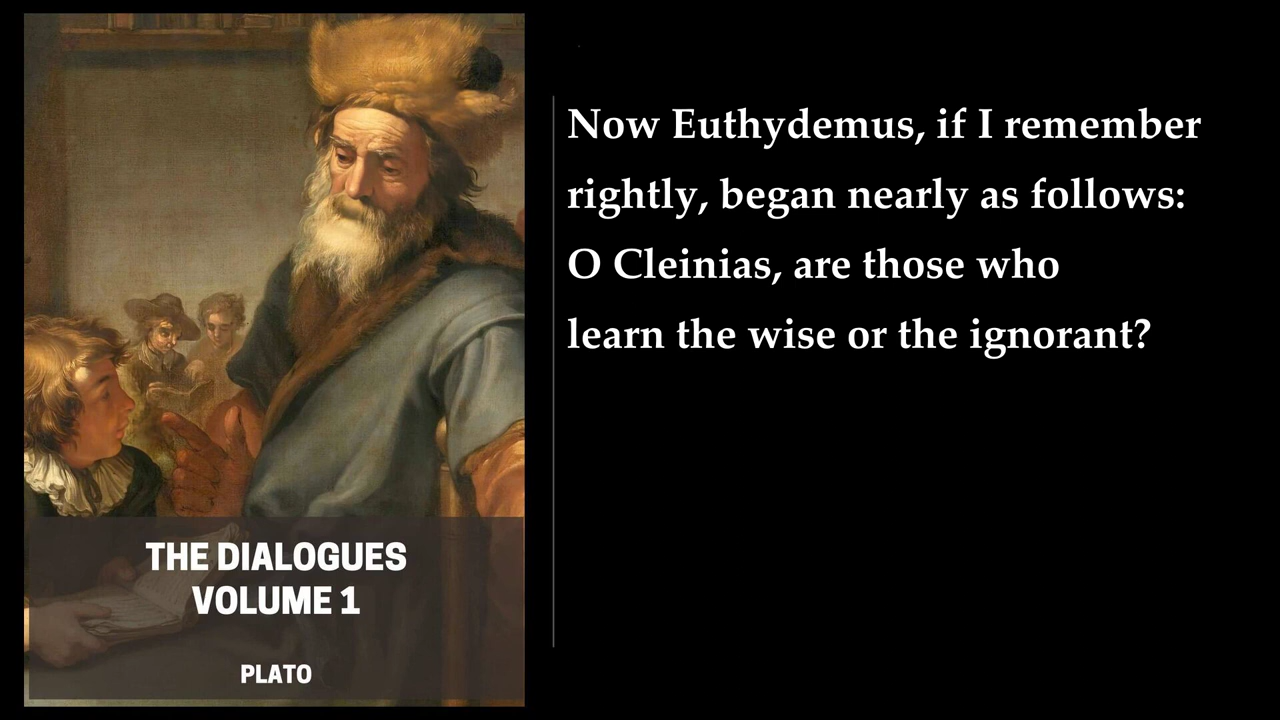 Now Euthydemus, if I remember
rightly, began nearly as follows:
O Cleinias, are those who
learn the wise or the ignorant?
THE DIALOGUES
VOLUME 1
PLATO